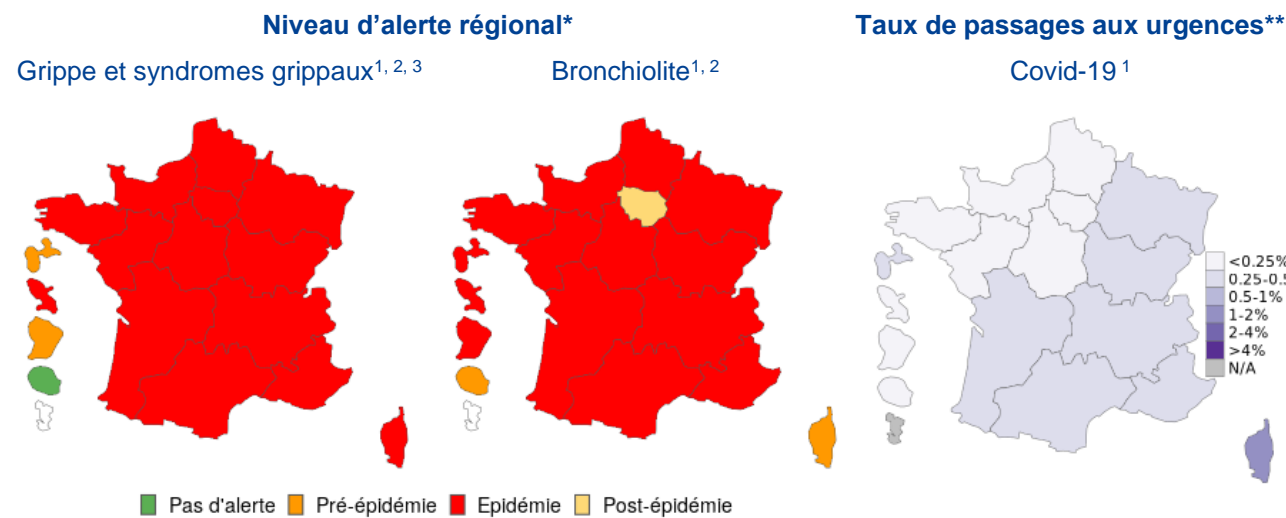 Niveau d'alerte régional*
Taux de passages aux urgences**
Grippe et syndromes grippaux1, 2, 3
Bronchiolite1, 2
Covid-19 1
<0.25%
0.25-0.5
0.5-1%
1-2%
2-4%
>4%
N/A
Pas d'alerte
Pré-épidémie
Epidémie
Post-épidémie